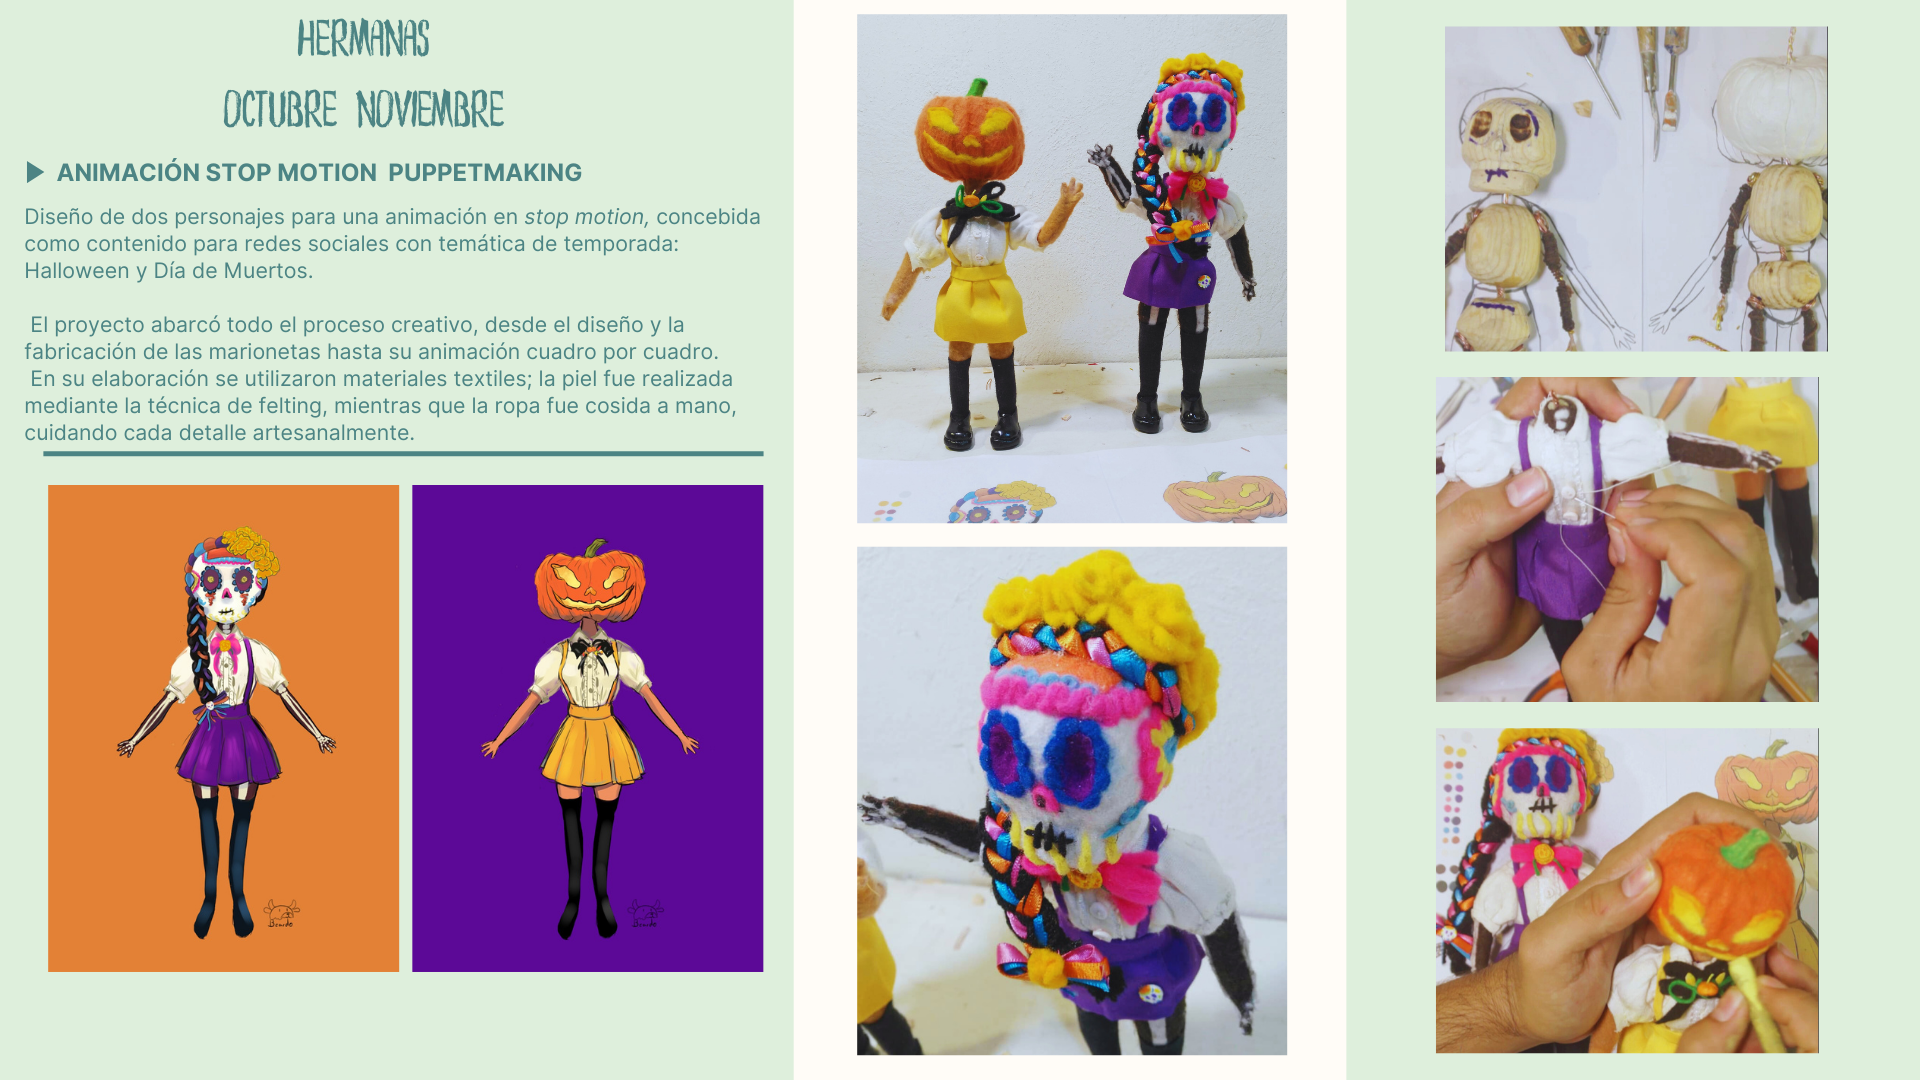 HERMANAS
OCTUBRE NOVIEMBRE
ANIMACIÓN STOP MOTION PUPPETMAKING
Diseño de dos personajes para una animación en stop motion, concebida
como contenido para redes sociales con temática de temporada:
Halloween y Día de Muertos.
El proyecto abarcó todo el proceso creativo, desde el diseño y la
fabricación de las marionetas hasta su animación cuadro por cuadro.
En su elaboración se utilizaron materiales textiles; la piel fue realizada
mediante la técnica de felting, mientras que la ropa fue cosida a mano,
cuidando cada detalle artesanalmente.